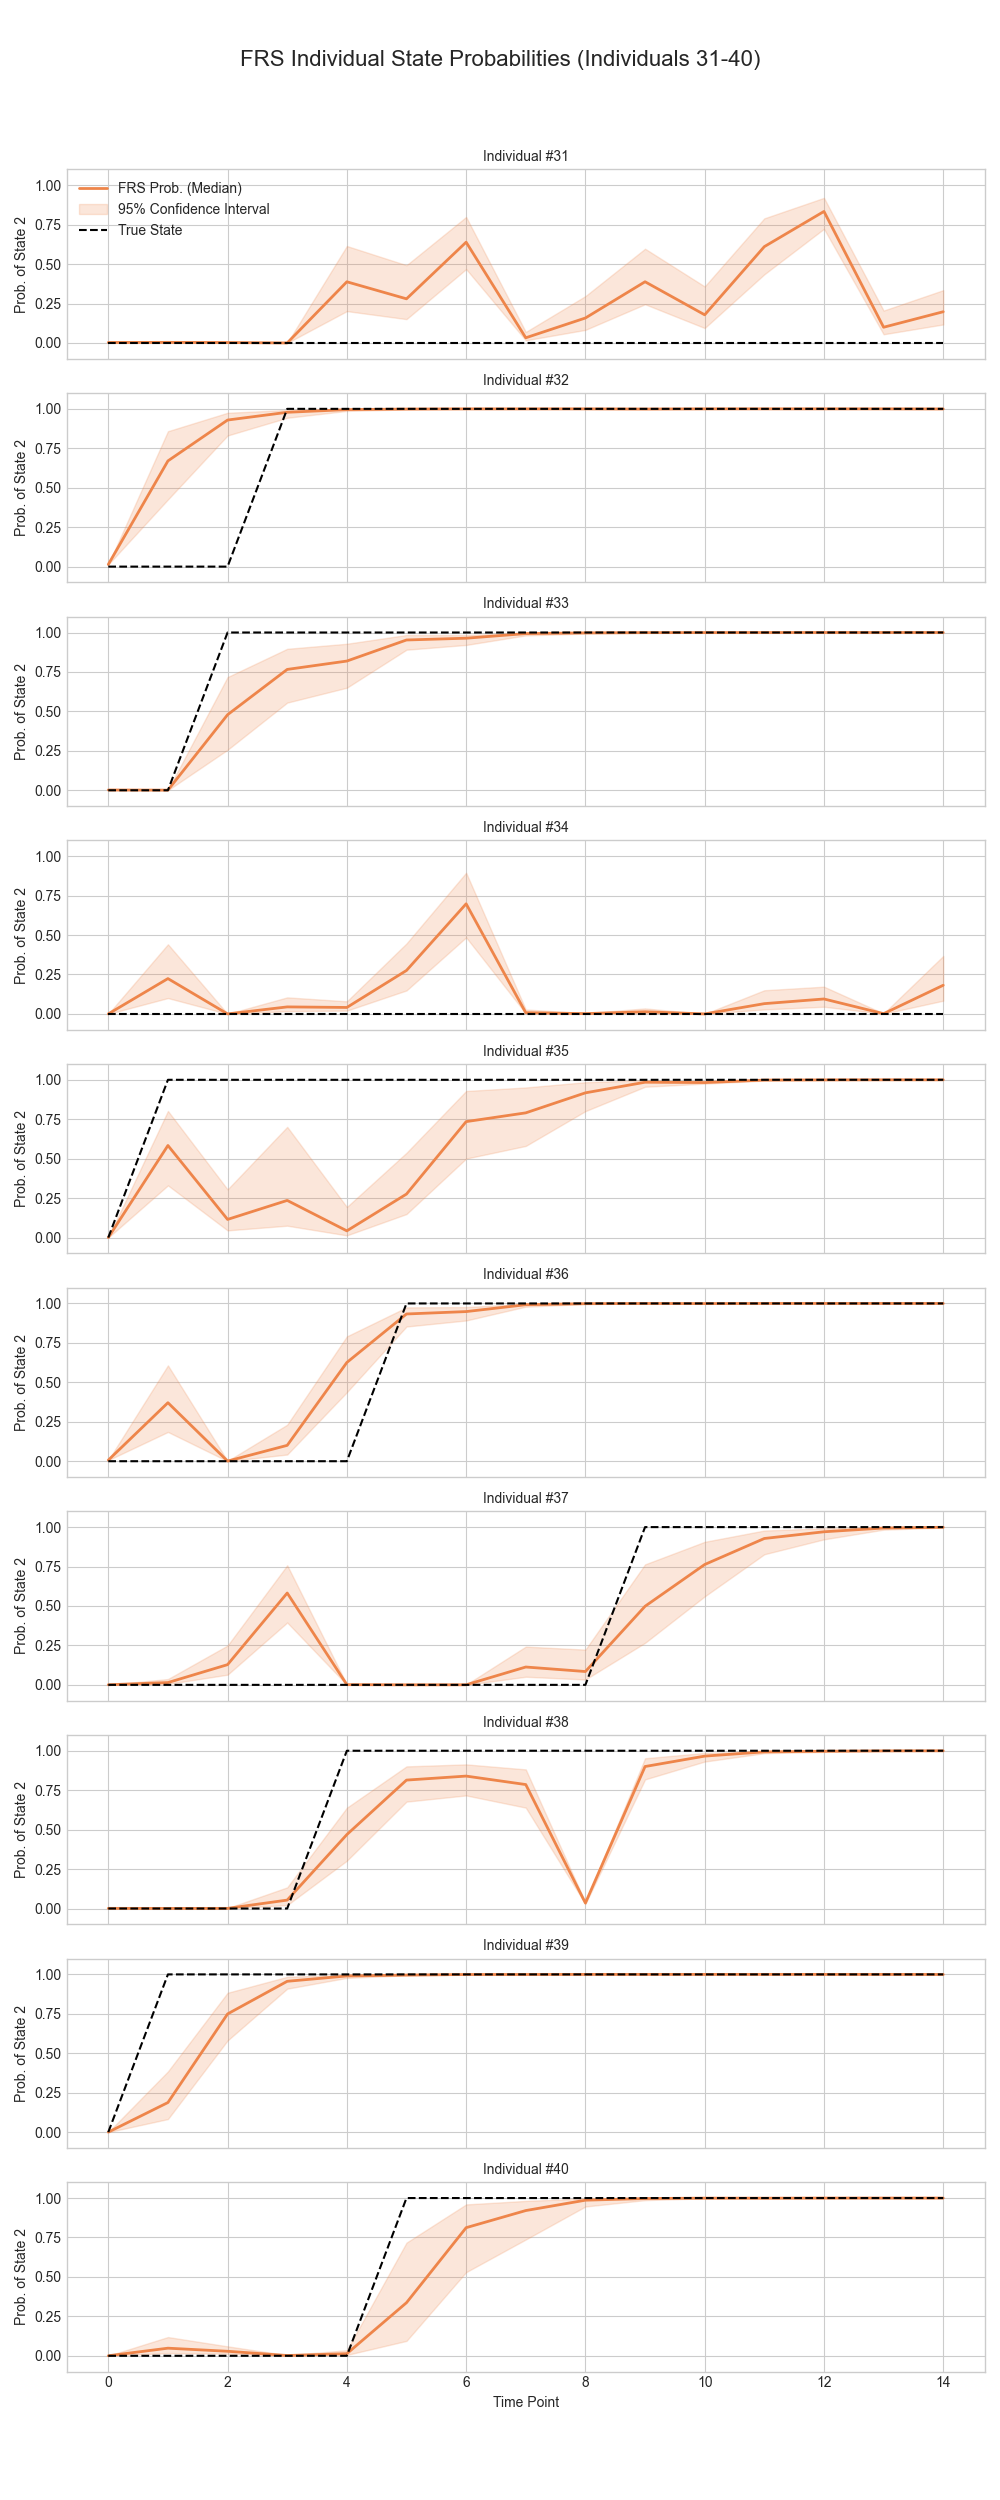 FRS Individual State Probabilities (Individuals 31-40)
Individual #31
FRS Prob. (Median)
95% Confidence Interval
True State
Prob. of State 2
1.00
0.75
0.50
0.25
0.00
Individual #32
Prob. of State 2
1.00
0.75
0.50
0.25
0.00
Individual #33
Prob. of State 2
1.00
0.75
0.50
0.25
0.00
Individual #34
Prob. of State 2
1.00
0.75
0.50
0.25
0.00
Individual #35
Prob. of State 2
1.00
0.75
0.50
0.25
0.00
Individual #36
Prob. of State 2
1.00
0.75
0.50
0.25
0.00
Individual #37
Prob. of State 2
1.00
0.75
0.50
0.25
0.00
Individual #38
Prob. of State 2
1.00
0.75
0.50
0.25
0.00
Individual #39
Prob. of State 2
1.00
0.75
0.50
0.25
0.00
Individual #40
Prob. of State 2
1.00
0.75
0.50
0.25
0.00
0 2 4 6 8 10 12 14
Time Point